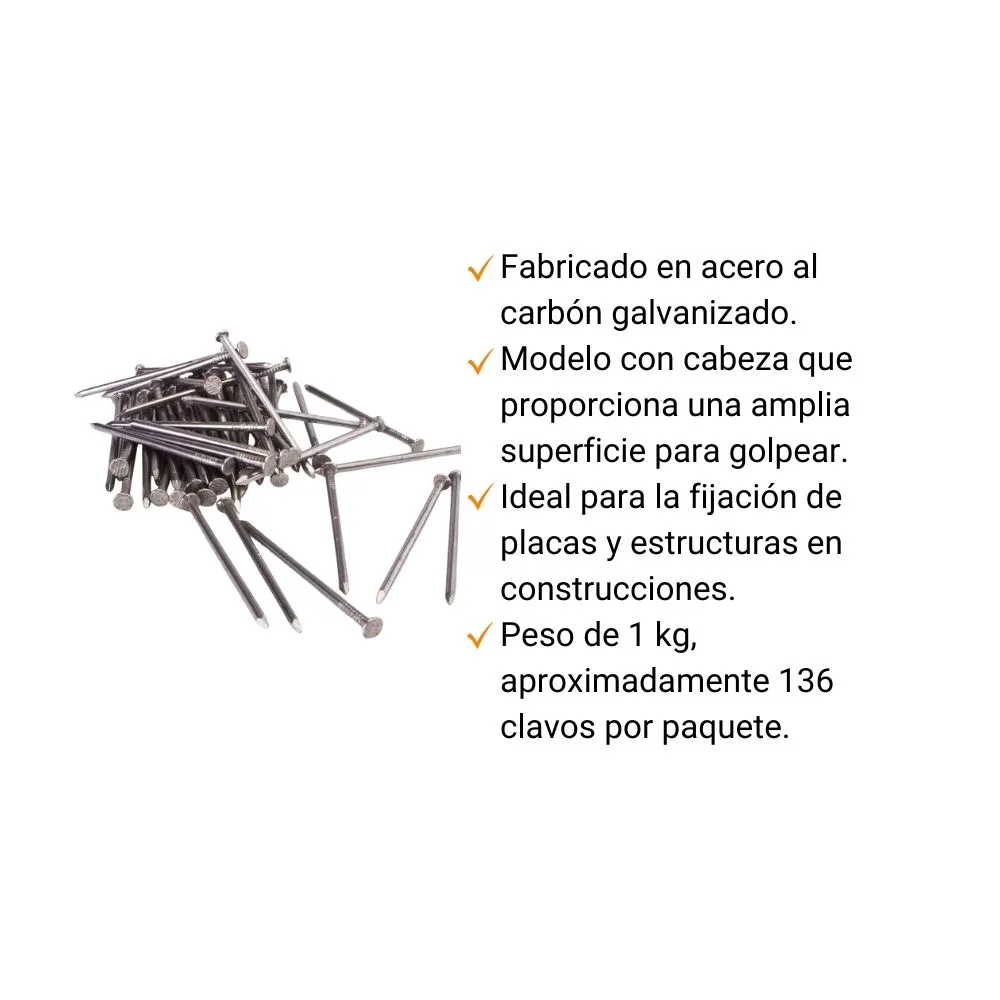 Fabricado en acero al
carbón galvanizado.
Modelo con cabeza que
proporciona una amplia
superficie para golpear.
Ideal para la fijación de
placas y estructuras en
construcciones.
Peso de 1 kg,
aproximadamente 136
clavos por paquete.